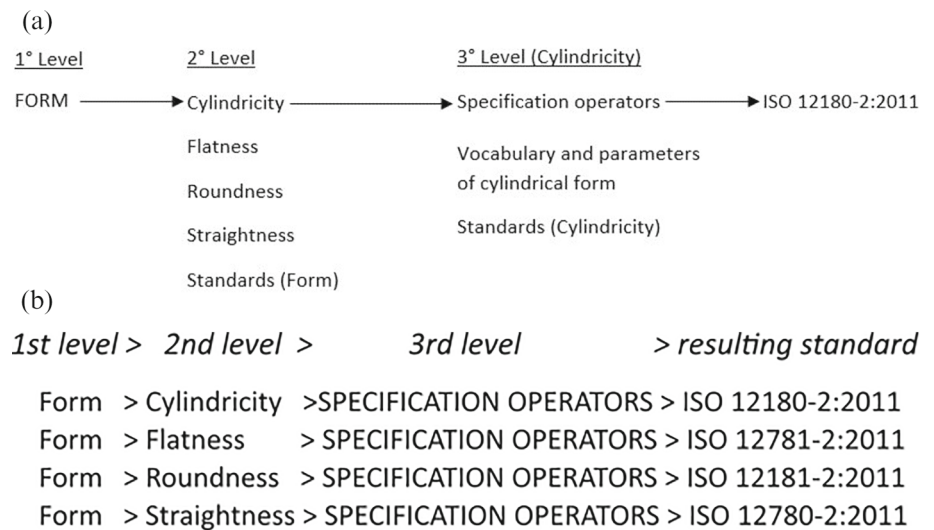 (a)
1° Level 2° Level 3° Level (Cylindricity)
FORM Cylindricity Specification operators ISO 12180-2:2011
Flatness Vocabulary and parameters
of cylindrical form
Roundness
Straightness Standards (Cylindricity)
Standards (Form)
(b)
1st level > 2nd level > 3rd level > resulting standard
Form > Cylindricity >SPECIFICATION OPERATORS > ISO 12180-2:2011
Form > Flatness > SPECIFICATION OPERATORS > ISO 12781-2:2011
Form > Roundness > SPECIFICATION OPERATORS > ISO 12181-2:2011
Form > Straightness > SPECIFICATION OPERATORS > ISO 12780-2:2011